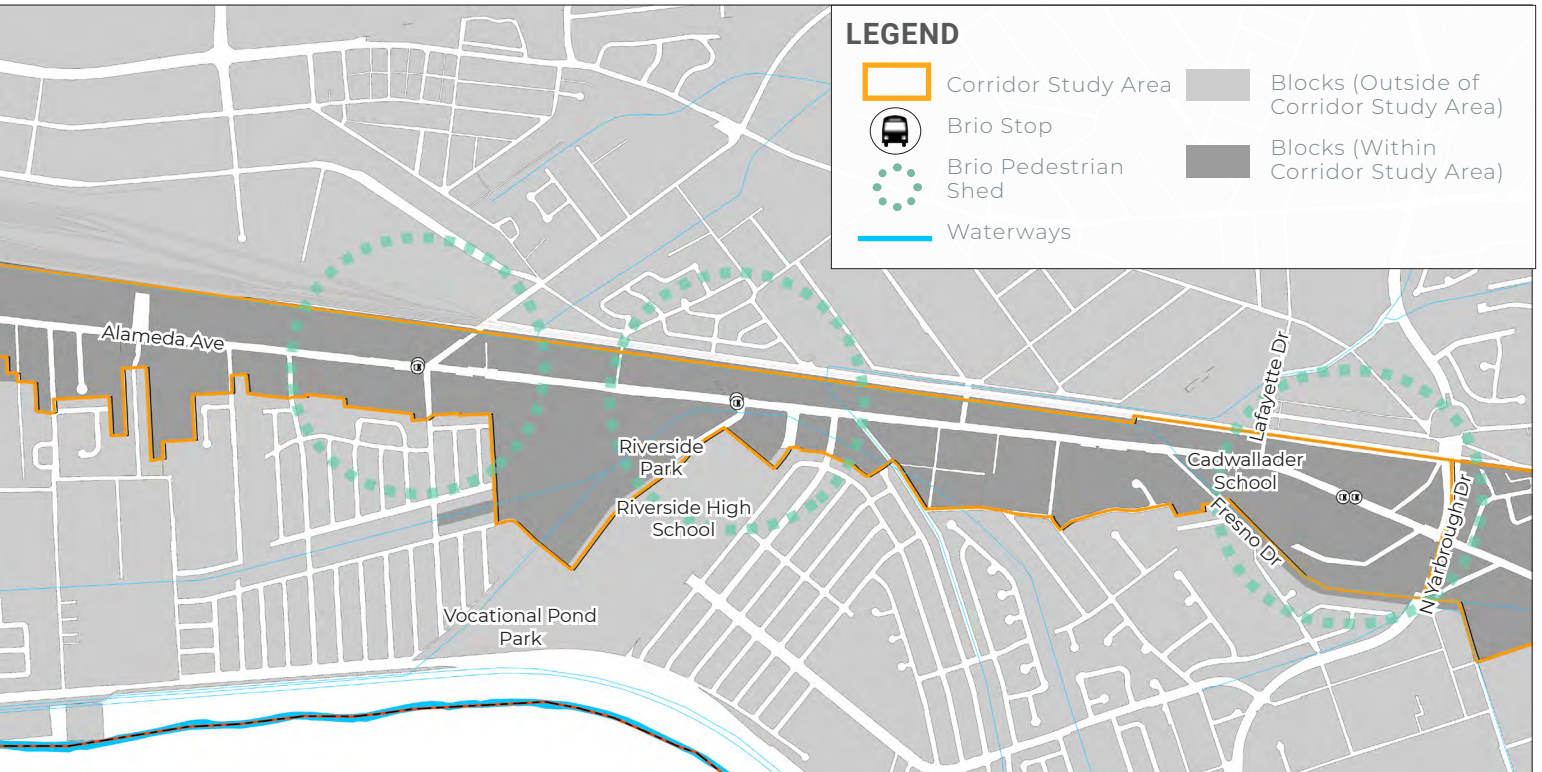 LEGEND
Corridor Study Area
Brio Stop
Brio Pedestrian
Shed
Waterways
Blocks (Outside of
Corridor Study Area)
Blocks (Within
Corridor Study Area)
Alameda Ave
Riverside
Park
Riverside High
School
Vocational Pond
Park
Lafayette Dr
Cadwallader
School
Fresno Dr
N Yarbrough Dr